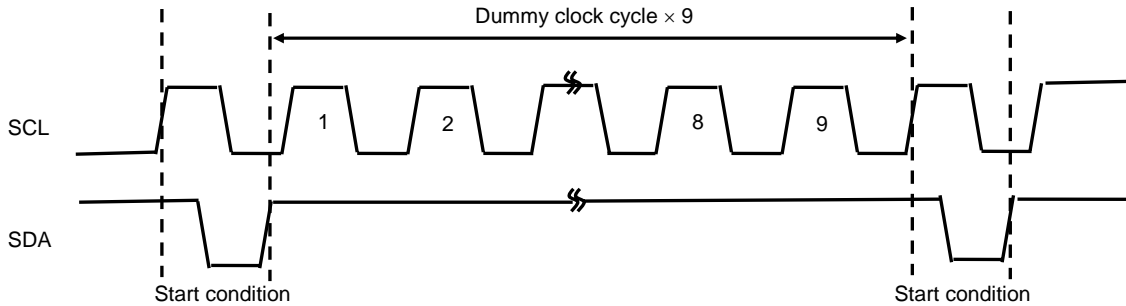 Dummy clock cycle × 9
SCL
1 2 8 9
SDA
Start condition Start condition